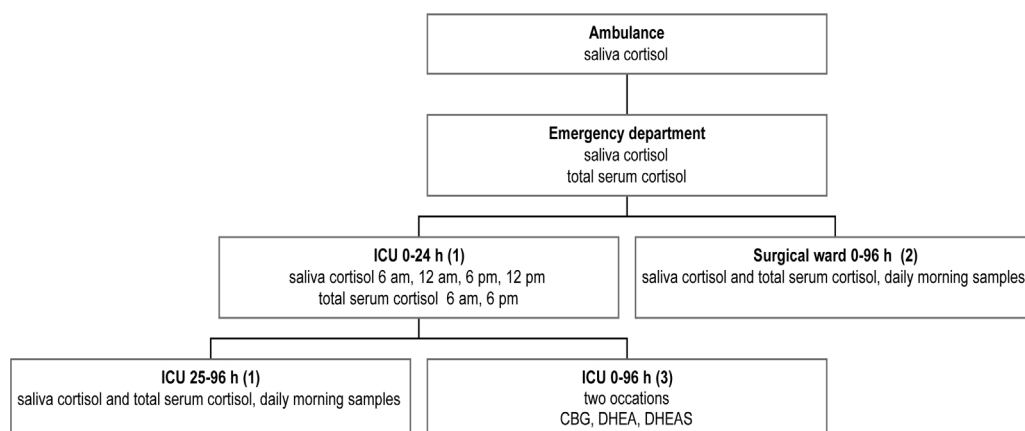 Ambulance
saliva cortisol
Emergency department
saliva cortisol
total serum cortisol
ICU 0-24 h (1)
saliva cortisol 6 am, 12 am, 6 pm, 12 pm
total serum cortisol 6 am, 6 pm
Surgical ward 0-96 h (2)
saliva cortisol and total serum cortisol, daily morning samples
ICU 25-96 h (1)
saliva cortisol and total serum cortisol, daily morning samples
ICU 0-96 h (3)
two occations
CBG, DHEA, DHEAS